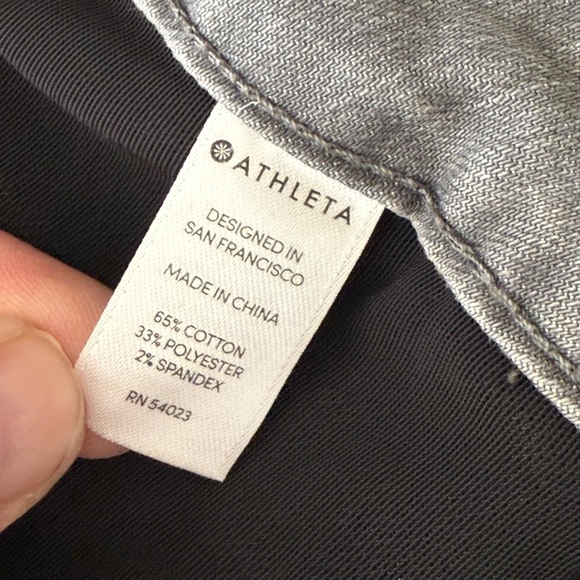 ATHLETA
DESIGNED IN
SAN FRANCISCO
MADE IN CHINA
65% COTTON
33% POLYESTER
2% SPANDEX
RN 54023